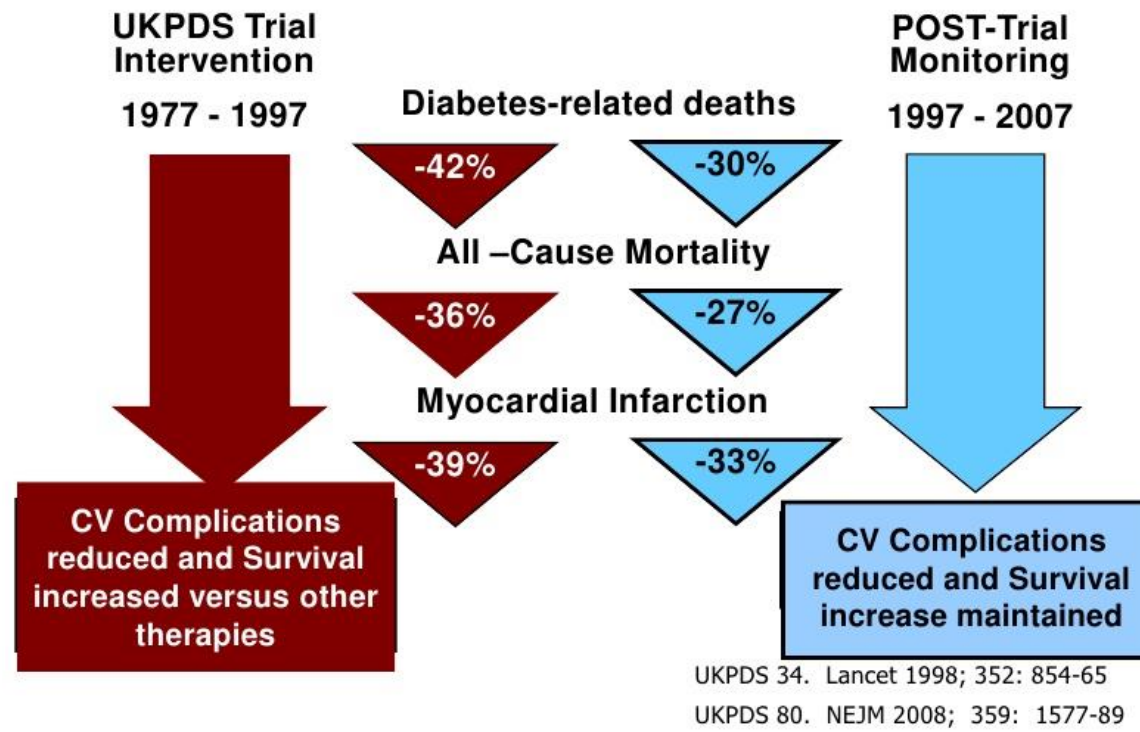 UKPDS Trial
Intervention
1977 - 1997
POST-Trial
Monitoring
1997 - 2007
Diabetes-related deaths
-42%
-30%
All –Cause Mortality
-36%
-27%
Myocardial Infarction
-39%
-33%
CV Complications
reduced and Survival
increased versus other
therapies
CV Complications
reduced and Survival
increase maintained
UKPDS 34. Lancet 1998; 352: 854-65
UKPDS 80. NEJM 2008; 359: 1577-89